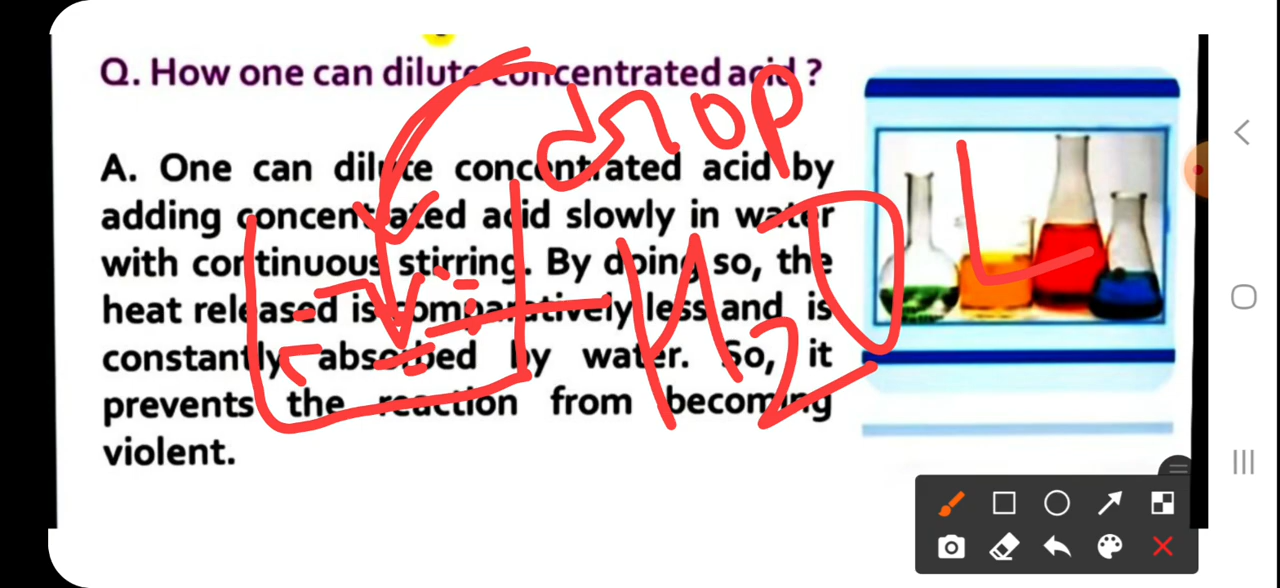 Q. How one can dilute concentrated acid ?
drop
A. One can dilute concentrated acid by
adding concentrated acid slowly in water
with continuous stirring. By doing so, the
heat released is comparatively less and is
constantly absorbed by water. So, it
prevents the reaction from becoming
violent.
H2O